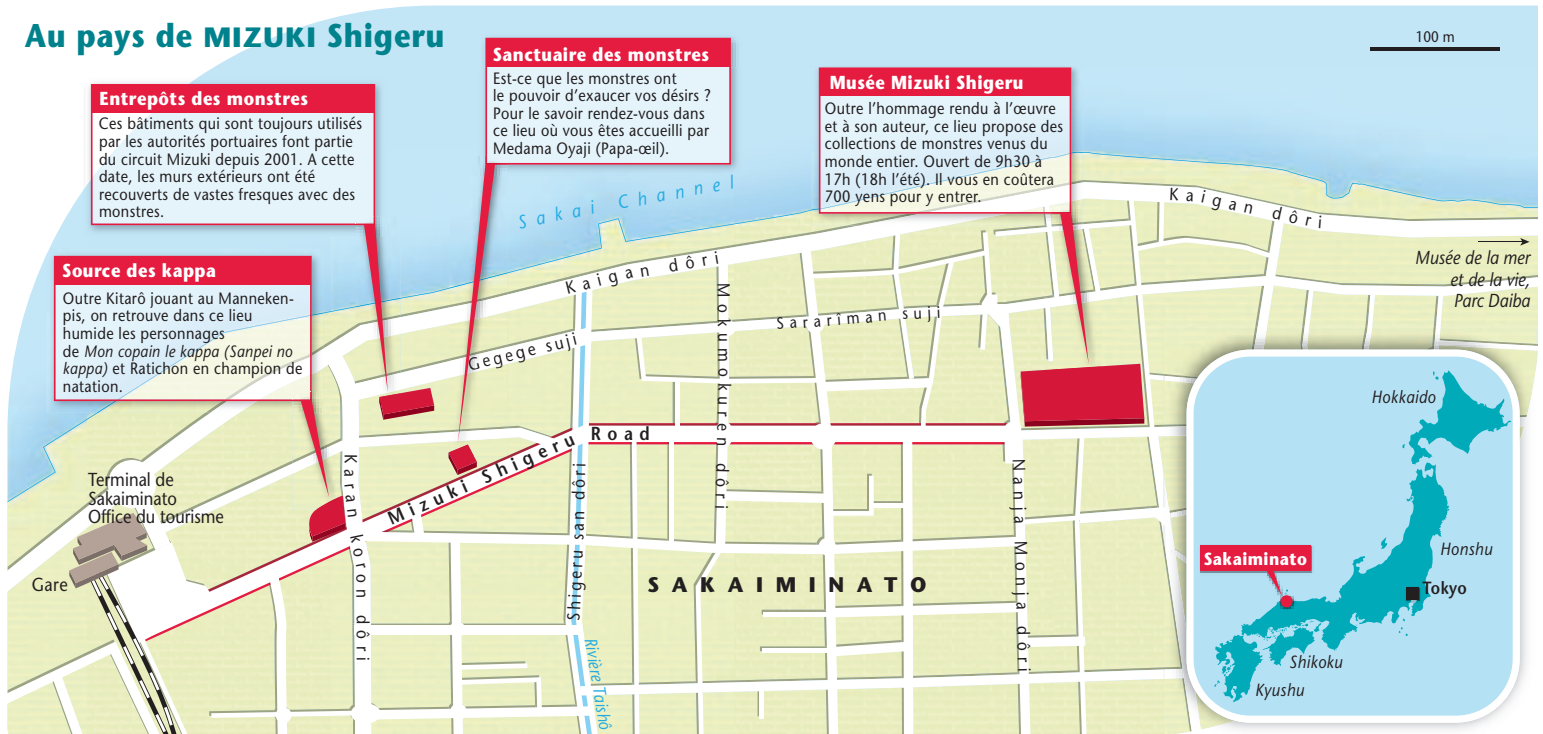 Au pays de MIZUKI Shigeru
100 m
Entrepôts des monstres
Ces bâtiments qui sont toujours utilisés
par les autorités portuaires font partie
du circuit Mizuki depuis 2001. A cette
date, les murs extérieurs ont été
recouverts de vastes fresques avec des
monstres.
Sanctuaire des monstres
Est-ce que les monstres ont
le pouvoir d'exaucer vos désirs ?
Pour le savoir rendez-vous dans
ce lieu où vous êtes accueilli par
Medama Oyaji (Papa-œil).
Musée Mizuki Shigeru
Outre l'hommage rendu à l'œuvre
et à son auteur, ce lieu propose des
collections de monstres venus du
monde entier. Ouvert de 9h30 à
17h (18h l'été). Il vous en coûtera
700 yens pour y entrer.
Source des kappa
Outre Kitarô jouant au Manneken-
pis, on retrouve dans ce lieu
humide les personnages
de Mon copain le kappa (Sanpei no
kappa) et Ratichon en champion de
natation.
Sakai Channel
Kaigan dôri
Kaigan dôri
Musée de la mer
et de la vie,
Parc Daiba
Mokumokuren dôri
Sararîman suji
Gegege suji
Mizuki Shigeru Road
Karan koron dôri
Shigeru san dôri
Nanja Monja dôri
Terminal de
Sakaiminato
Office du tourisme
Gare
SAKAIMINATO
Rivière Taishô
Hokkaido
Honshu
Sakaiminato
Tokyo
Shikoku
Kyushu